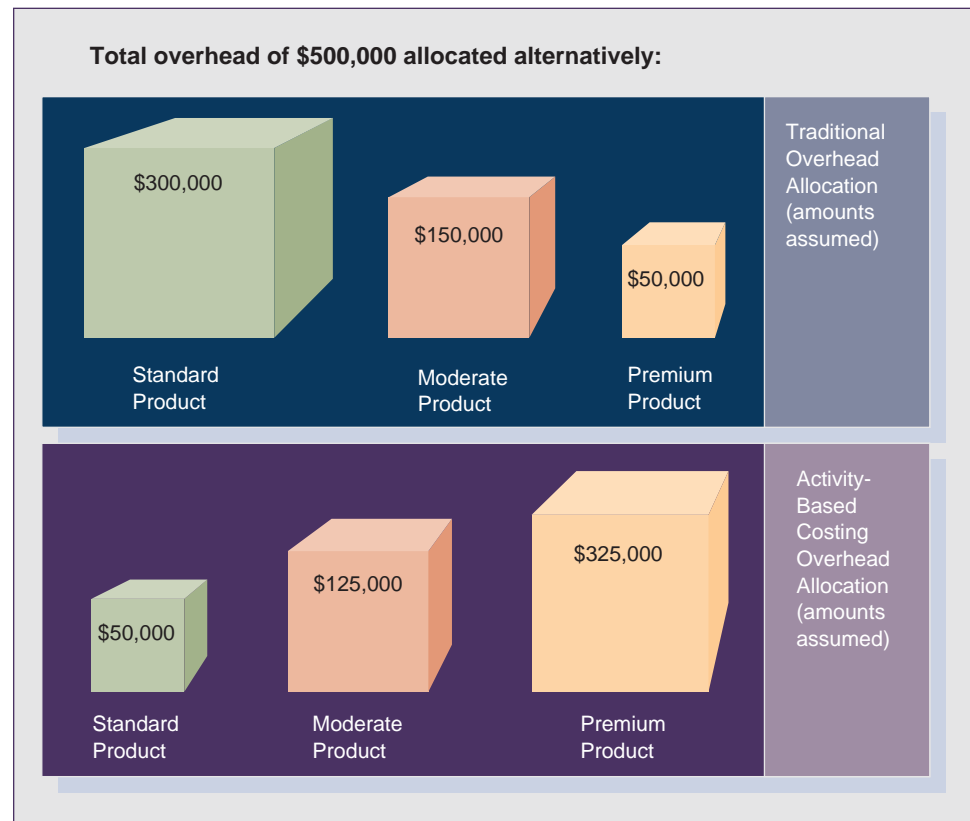 Total overhead of $500,000 allocated alternatively:
$300,000
$150,000
$50,000
Standard
Product
Moderate
Product
Premium
Product
Traditional
Overhead
Allocation
(amounts
assumed)
$50,000
$125,000
$325,000
Standard
Product
Moderate
Product
Premium
Product
Activity-
Based
Costing
Overhead
Allocation
(amounts
assumed)